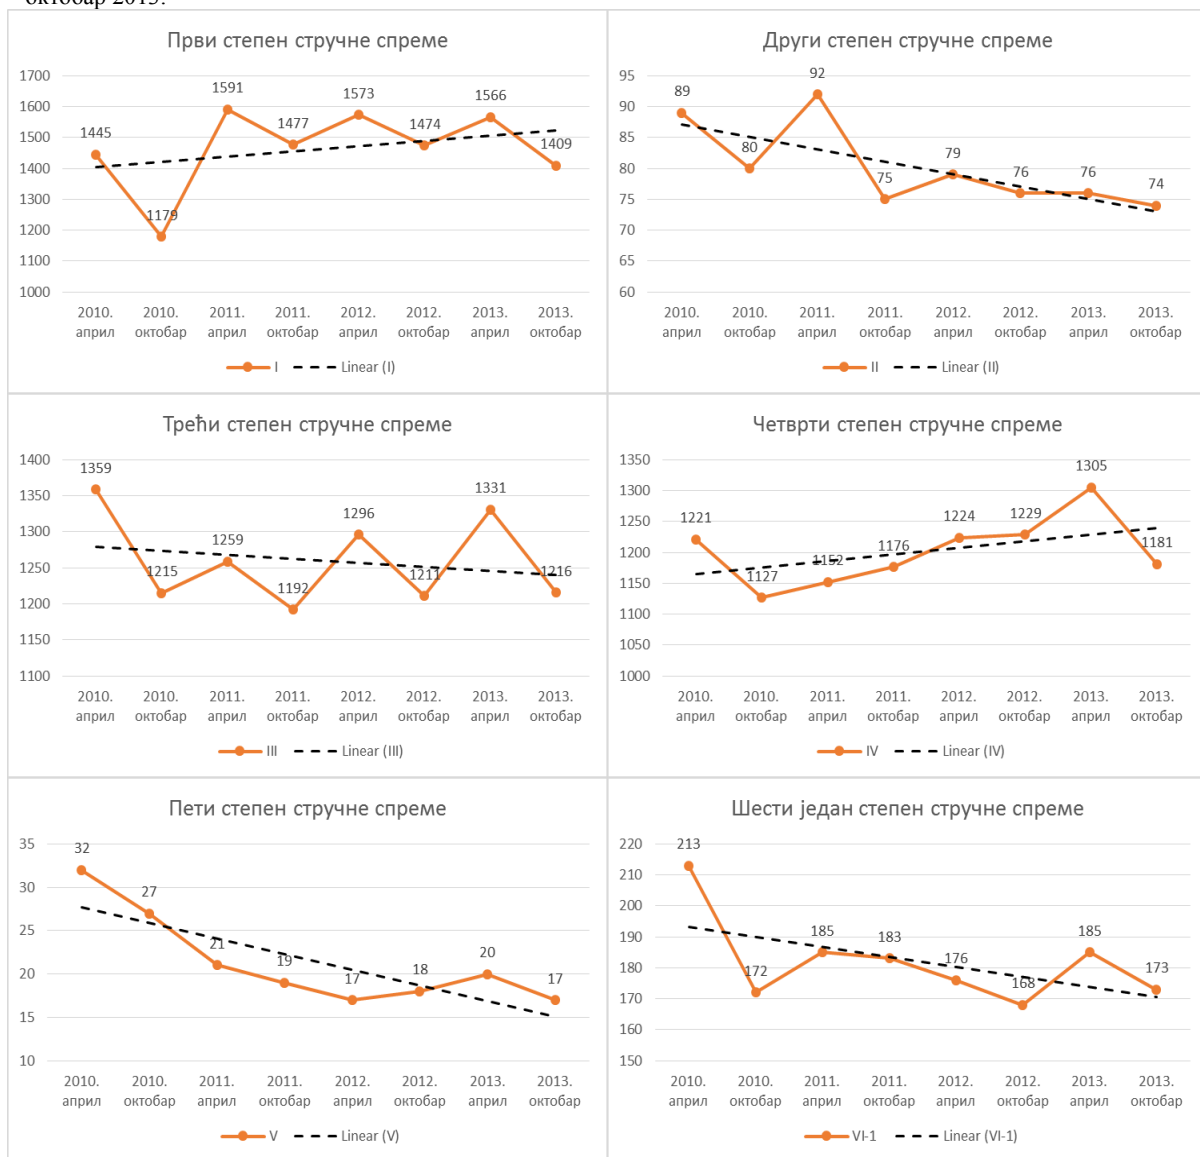 октобар 2013.
Први степен стручне спреме
1700
1600
1500
1400
1300
1200
1100
1000
1445
1179
1591
1477
1573
1474
1566
1409
2010. април
2010. октобар
2011. април
2011. октобар
2012. април
2012. октобар
2013. април
2013. октобар
I
Linear (I)
Други степен стручне спреме
95
90
85
80
75
70
65
60
89
80
92
75
79
76
76
74
2010. април
2010. октобар
2011. април
2011. октобар
2012. април
2012. октобар
2013. април
2013. октобар
II
Linear (II)
Трећи степен стручне спреме
1400
1350
1300
1250
1200
1150
1100
1359
1215
1259
1192
1296
1211
1331
1216
2010. април
2010. октобар
2011. април
2011. октобар
2012. април
2012. октобар
2013. април
2013. октобар
III
Linear (III)
Четврти степен стручне спреме
1350
1300
1250
1200
1150
1100
1050
1000
1221
1127
1152
1176
1224
1229
1305
1181
2010. април
2010. октобар
2011. април
2011. октобар
2012. април
2012. октобар
2013. април
2013. октобар
IV
Linear (IV)
Пети степен стручне спреме
35
30
25
20
15
10
32
27
21
19
17
18
20
17
2010. април
2010. октобар
2011. април
2011. октобар
2012. април
2012. октобар
2013. април
2013. октобар
V
Linear (V)
Шести један степен стручне спреме
220
210
200
190
180
170
160
150
213
172
185
183
176
168
185
173
2010. април
2010. октобар
2011. април
2011. октобар
2012. април
2012. октобар
2013. април
2013. октобар
VI-1
Linear (VI-1)